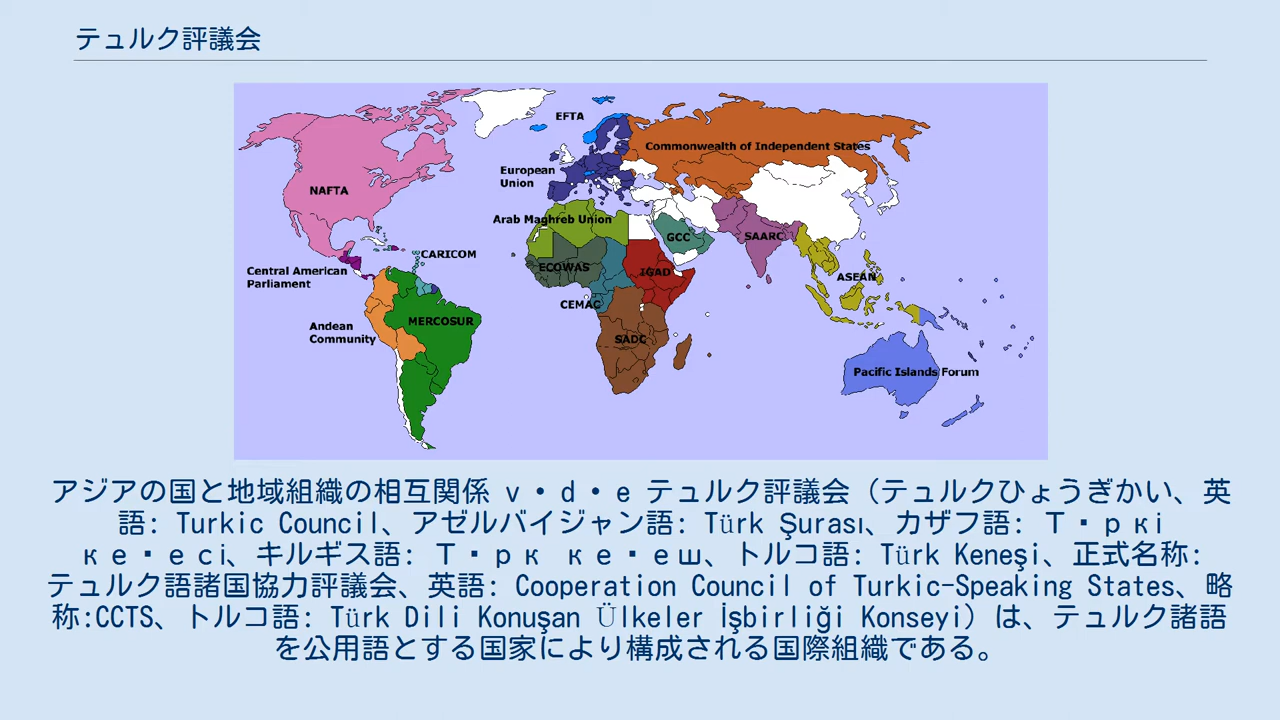 テュルク評議会
EFTA
Commonwealth of Independent States
European
Union
NAFTA
Arab Maghreb Union
GCC
SAARC
CARICOM
ECOWAS
IGAD
ASEAN
Central American
Parliament
CEMAC
MERCOSUR
Andean
Community
SADC
Pacific Islands Forum
アジアの国と地域組織の相互関係 v・d・e テュルク評議会（テュルクひょうぎかい、英
語: Turkic Council、アゼルバイジャン語: Türk Şurası、カザフ語: Т・ркі
ке・есі、キルギス語: Т・рк ке・еш、トルコ語: Türk Keneşi、正式名称:
テュルク語諸国協力評議会、英語: Cooperation Council of Turkic-Speaking States、略
称:CCTS、トルコ語: Türk Dili Konuşan Ülkeler İşbirliği Konseyi）は、テュルク諸語
を公用語とする国家により構成される国際組織である。